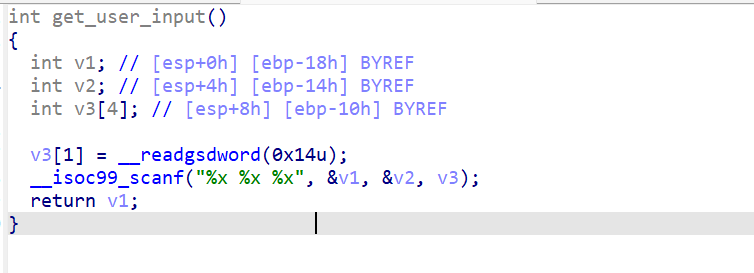 int get_user_input()
{
  int v1; // [esp+0h] [ebp-18h] BYREF
  int v2; // [esp+4h] [ebp-14h] BYREF
  int v3[4]; // [esp+8h] [ebp-10h] BYREF

  v3[1] = __readgsdword(0x14u);
  __isoc99_scanf("%x %x %x", &v1, &v2, v3);
  return v1;
}